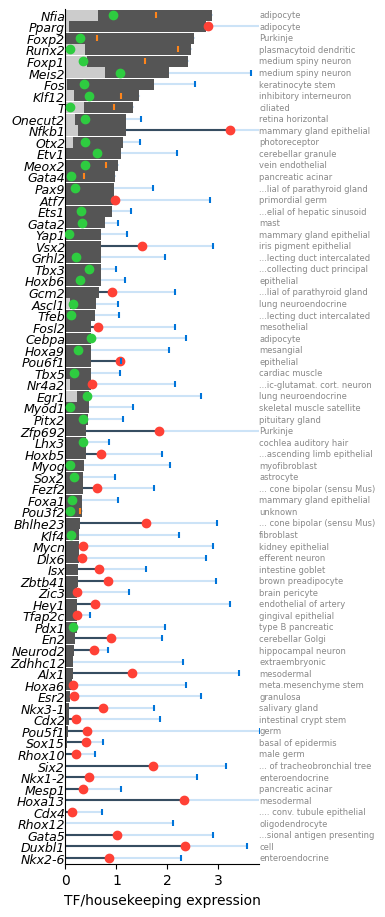 Nfia adipocyte
Pparg adipocyte
Foxp2 Purkinje
Runx2 plasmacytoid dendritic
Foxp1 medium spiny neuron
Meis2 medium spiny neuron
Fos keratinocyte stem
Klf12 inhibitory interneuron
T ciliated
Onecut2 retina horizontal
Nfkb1 mammary gland epithelial
Otx2 photoreceptor
Etv1 cerebellar granule
Meox2 vein endothelial
Gata4 pancreatic acinar
Pax9 ...lial of parathyroid gland
Atf7 primordial germ
Ets1 ...elial of hepatic sinusoid
Gata2 mast
Yap1 mammary gland epithelial
Vsx2 iris pigment epithelial
Grhl2 ...lecting duct intercalated
Tbx3 ...collecting duct principal
Hoxb6 epithelial
Gcm2 ...lial of parathyroid gland
Ascl1 lung neuroendocrine
Tfeb ...lecting duct intercalated
Fosl2 mesothelial
Cebpa adipocyte
Hoxa9 mesangial
Pou6f1 epithelial
Tbx5 cardiac muscle
Nr4a2 ...ic-glutamat. cort. neuron
Egr1 lung neuroendocrine
Myod1 skeletal muscle satellite
Pitx2 pituitary gland
Zfp692 Purkinje
Lhx3 cochlea auditory hair
Hoxb5 ...ascending limb epithelial
Myog myofibroblast
Sox2 astrocyte
Fezf2 ... cone bipolar (sensu Mus)
Foxa1 mammary gland epithelial
Pou3f2 unknown
Bhlhe23 ... cone bipolar (sensu Mus)
Klf4 fibroblast
Mycn kidney epithelial
Dlx6 efferent neuron
Isx intestine goblet
Zbtb41 brown preadipocyte
Zic3 brain pericyte
Hey1 endothelial of artery
Tfap2c gingival epithelial
Pdx1 type B pancreatic
En2 cerebellar Golgi
Neurod2 hippocampal neuron
Zdhhc12 extraembryonic
Alx1 mesodermal
Hoxa6 meta.mesenchyme stem
Esr2 granulosa
Nkx3-1 salivary gland
Cdx2 intestinal crypt stem
Pou5f1 germ
Sox15 basal of epidermis
Rhox10 male germ
Six2 ... of tracheobronchial tree
Nkx1-2 enteroendocrine
Mesp1 pancreatic acinar
Hoxa13 mesodermal
Cdx4 .... conv. tubule epithelial
Rhox12 oligodendrocyte
Gata5 ...sional antigen presenting
Duxbl1 cell
Nkx2-6 enteroendocrine
0 1 2 3
TF/housekeeping expression